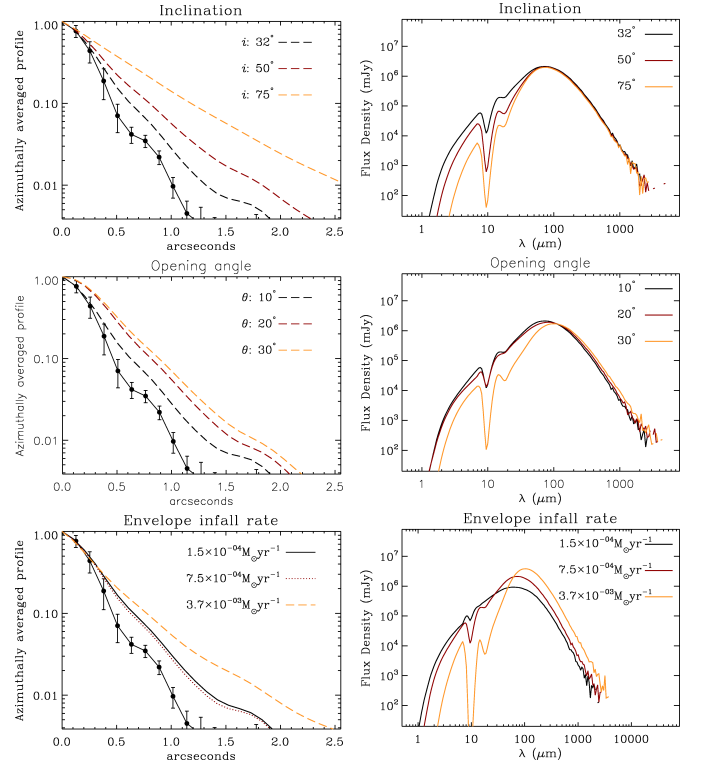 Inclination
Azimuthally averaged profile
1.00
0.10
0.01
i: 32°
i: 50°
i: 75°
0.0 0.5 1.0 1.5 2.0 2.5
arcseconds
Inclination
Flux Density (mJy)
10⁷
10⁶
10⁵
10⁴
10³
10²
32°
50°
75°
1 10 100 1000
λ (μm)
Opening angle
Azimuthally averaged profile
1.00
0.10
0.01
θ: 10°
θ: 20°
θ: 30°
0.0 0.5 1.0 1.5 2.0 2.5
arcseconds
Opening angle
Flux Density (mJy)
10⁷
10⁶
10⁵
10⁴
10³
10²
10°
20°
30°
1 10 100 1000
λ (μm)
Envelope infall rate
Azimuthally averaged profile
1.00
0.10
0.01
1.5×10⁻⁰⁴M⊙yr⁻¹
7.5×10⁻⁰⁴M⊙yr⁻¹
3.7×10⁻⁰³M⊙yr⁻¹
0.0 0.5 1.0 1.5 2.0 2.5
arcseconds
Envelope infall rate
Flux Density (mJy)
10⁷
10⁶
10⁵
10⁴
10³
10²
1.5×10⁻⁰⁴M⊙yr⁻¹
7.5×10⁻⁰⁴M⊙yr⁻¹
3.7×10⁻⁰³M⊙yr⁻¹
1 10 100 1000 10000
λ (μm)